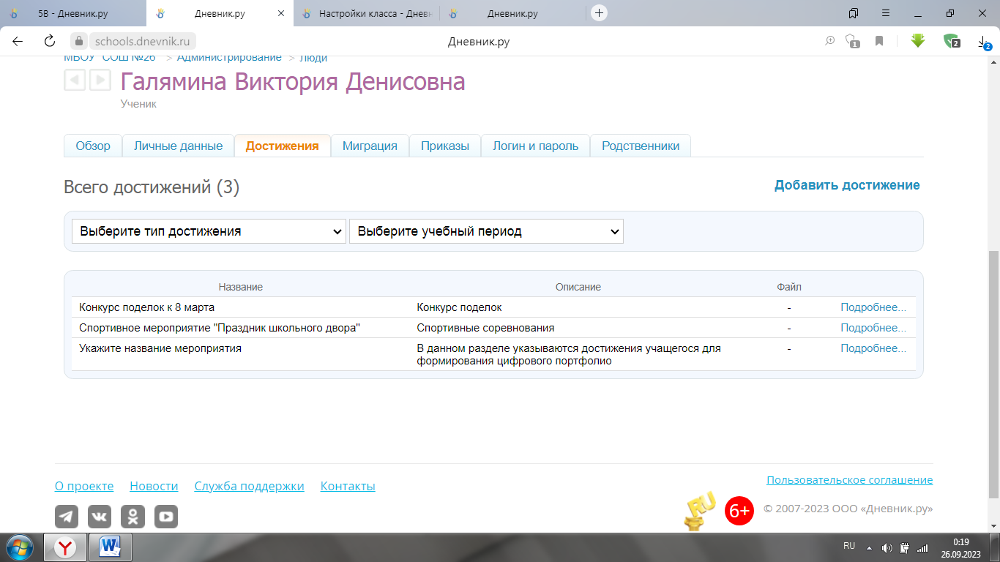 5В - Дневник.ру
Дневник.ру
Настройки класса - Днев
Дневник.ру
schools.dnevnik.ru
Дневник.ру
1
2
2
МБОУ "СОШ №26" > Администрирование > Люди
Галямина Виктория Денисовна
Ученик
Обзор
Личные данные
Достижения
Миграция
Приказы
Логин и пароль
Родственники
Всего достижений (3)
Добавить достижение
Выберите тип достижения
Выберите учебный период
Название Описание Файл
Конкурс поделок к 8 марта Конкурс поделок - Подробнее...
Спортивное мероприятие "Праздник школьного двора" Спортивные соревнования - Подробнее...
Укажите название мероприятия В данном разделе указываются достижения учащегося для - Подробнее...
формирования цифрового портфолио
О проекте Новости Служба поддержки Контакты
Пользовательское соглашение
RU
6+
© 2007-2023 ООО «Дневник.ру»
RU
0:19
26.09.2023